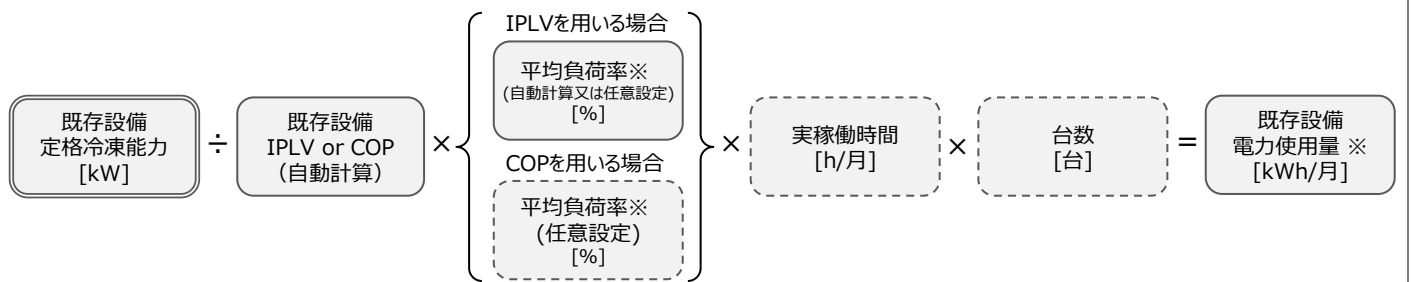 IPLVを用いる場合
既存設備
定格冷凍能力
[kW]
÷
既存設備
IPLV or COP
（自動計算）
×
平均負荷率※
(自動計算又は任意設定)
[%]
COPを用いる場合
平均負荷率※
(任意設定)
[%]
×
実稼働時間
[h/月]
×
台数
[台]
=
既存設備
電力使用量 ※
[kWh/月]